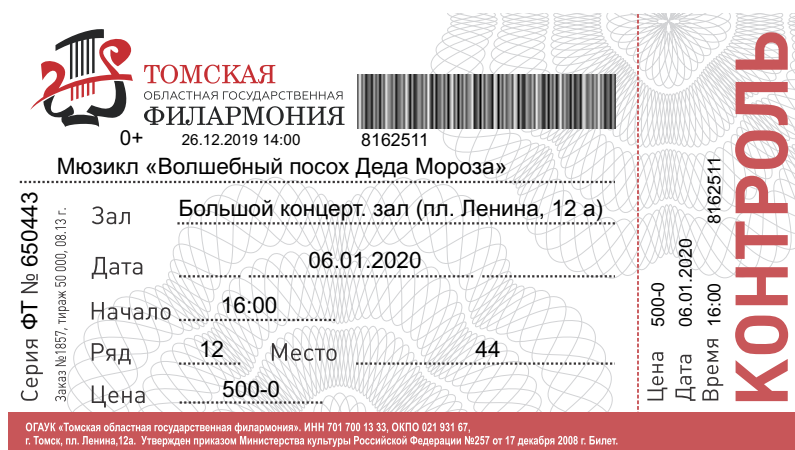 ТОМСКАЯ
ОБЛАСТНАЯ ГОСУДАРСТВЕННАЯ
ФИЛАРМОНИЯ
0+ 26.12.2019 14:00 8162511
Мюзикл «Волшебный посох Деда Мороза»
Зал Большой концерт. зал (пл. Ленина, 12 а)
Дата 06.01.2020
Начало 16:00
Ряд 12 Место 44
Цена 500-0
Серия ФТ № 650443
Заказ №1857, тираж 50 000, 08.13 г.
Цена 500-0
Дата 06.01.2020
Время 16:00 8162511
КОНТРОЛЬ
ОГАУК «Томская областная государственная филармония». ИНН 701 700 13 33, ОКПО 021 931 67,
г. Томск, пл. Ленина,12а. Утвержден приказом Министерства культуры Российской Федерации №257 от 17 декабря 2008 г. Билет.